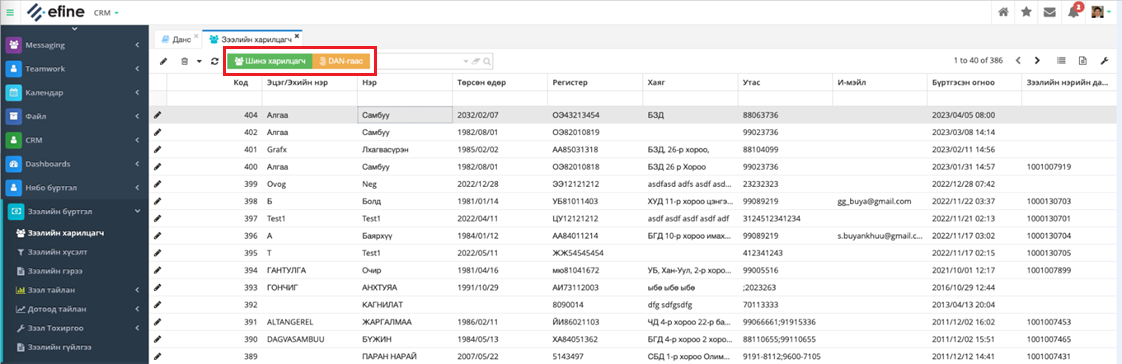 efine CRM 2
Messaging
Teamwork
Календар
Файл
CRM
Dashboards
Нябо бүртгэл
Зээлийн бүртгэл
Зээлийн харилцагч
Зээлийн хүсэлт
Зээлийн гэрээ
Зээл тайлан
Дотоод тайлан
Зээл Тохиргоо
Зээлийн гүйлгээ
Данс Зээлийн харилцагч
Шинэ харилцагч DAN-гаас 1 to 40 of 386
Код Эцэг/Эхийн нэр Нэр Төрсөн өдөр Регистер Хаяг Утас И-мэйл Бүртгэсэн огноо Зээлийн нэрийн да...
404 Алгаа Самбуу 2032/02/07 ОЭ43213454 БЗД 88063736 2023/04/05 08:00
402 Алгаа Самбуу 1982/08/01 ОЭ82010819 99023736 2023/03/08 14:14
401 Grafx Лхагвасүрэн 1985/02/02 АА85031318 БЗД, 26-р хороо, 88104099 2023/02/11 14:56
400 Алгаа Самбуу 1982/08/01 ОЭ82010818 БЗД 26 р Хороо 99023736 2023/01/31 14:57 1001007919
399 Ovog Neg 2022/12/28 ЭЭ12121212 asdfasd adfs asdf asd... 23232323 2022/12/28 07:42
398 Б Болд 1981/01/14 УБ81011403 ХУД 11-р хороо цэнгэ... 99089219 gg_buya@gmail.com 2022/11/22 03:37 1000130703
397 Test1 Test1 2022/04/11 ЦУ12121212 asdf asdf asdf asdf adf 3124512341234 2022/11/21 02:13 1000130701
396 А Баярхүү 1984/01/12 АА84011214 БГД 10-р хороо имах... 99089219 s.buyankhuu@gmail.c... 2022/11/17 03:02 1000130704
395 Т Test1 2022/05/11 ЖЖ54545454 412341243 2022/11/17 02:15 1000130705
394 ГАНТУЛГА Очир 1981/04/16 мю81041672 УБ, Хан-Уул, 2-р хоро... 99005516 2021/10/01 12:17 1001007899
393 ГОНЧИГ АНХТУЯА 1991/10/29 АИ73112003 ыбө ыбө ыбө ;2023263 2016/10/29 12:44
392 КАГНИЛАТ 8090014 dfg sdfgsdfg 70113333 2013/04/13 20:04
391 ALTANGEREL ЖАРГАЛМАА 1986/02/11 ЙИ86021103 ЧД 4-р хороо 22-р ба... 99066661;91915336 2011/12/02 16:02 1001007453
390 DAGVASAMBUU БҮЖИН 1984/05/13 ХА84051362 БГД 4-р хороо 2-р хоро... 88110655;99110655 2011/12/02 15:51 1001007465
389 ПАРАН НАРАЙ 2007/05/22 5143497 СБД 1-р хороо Олим... 9191-8112;9600-7105 2011/12/02 14:46 1001007431